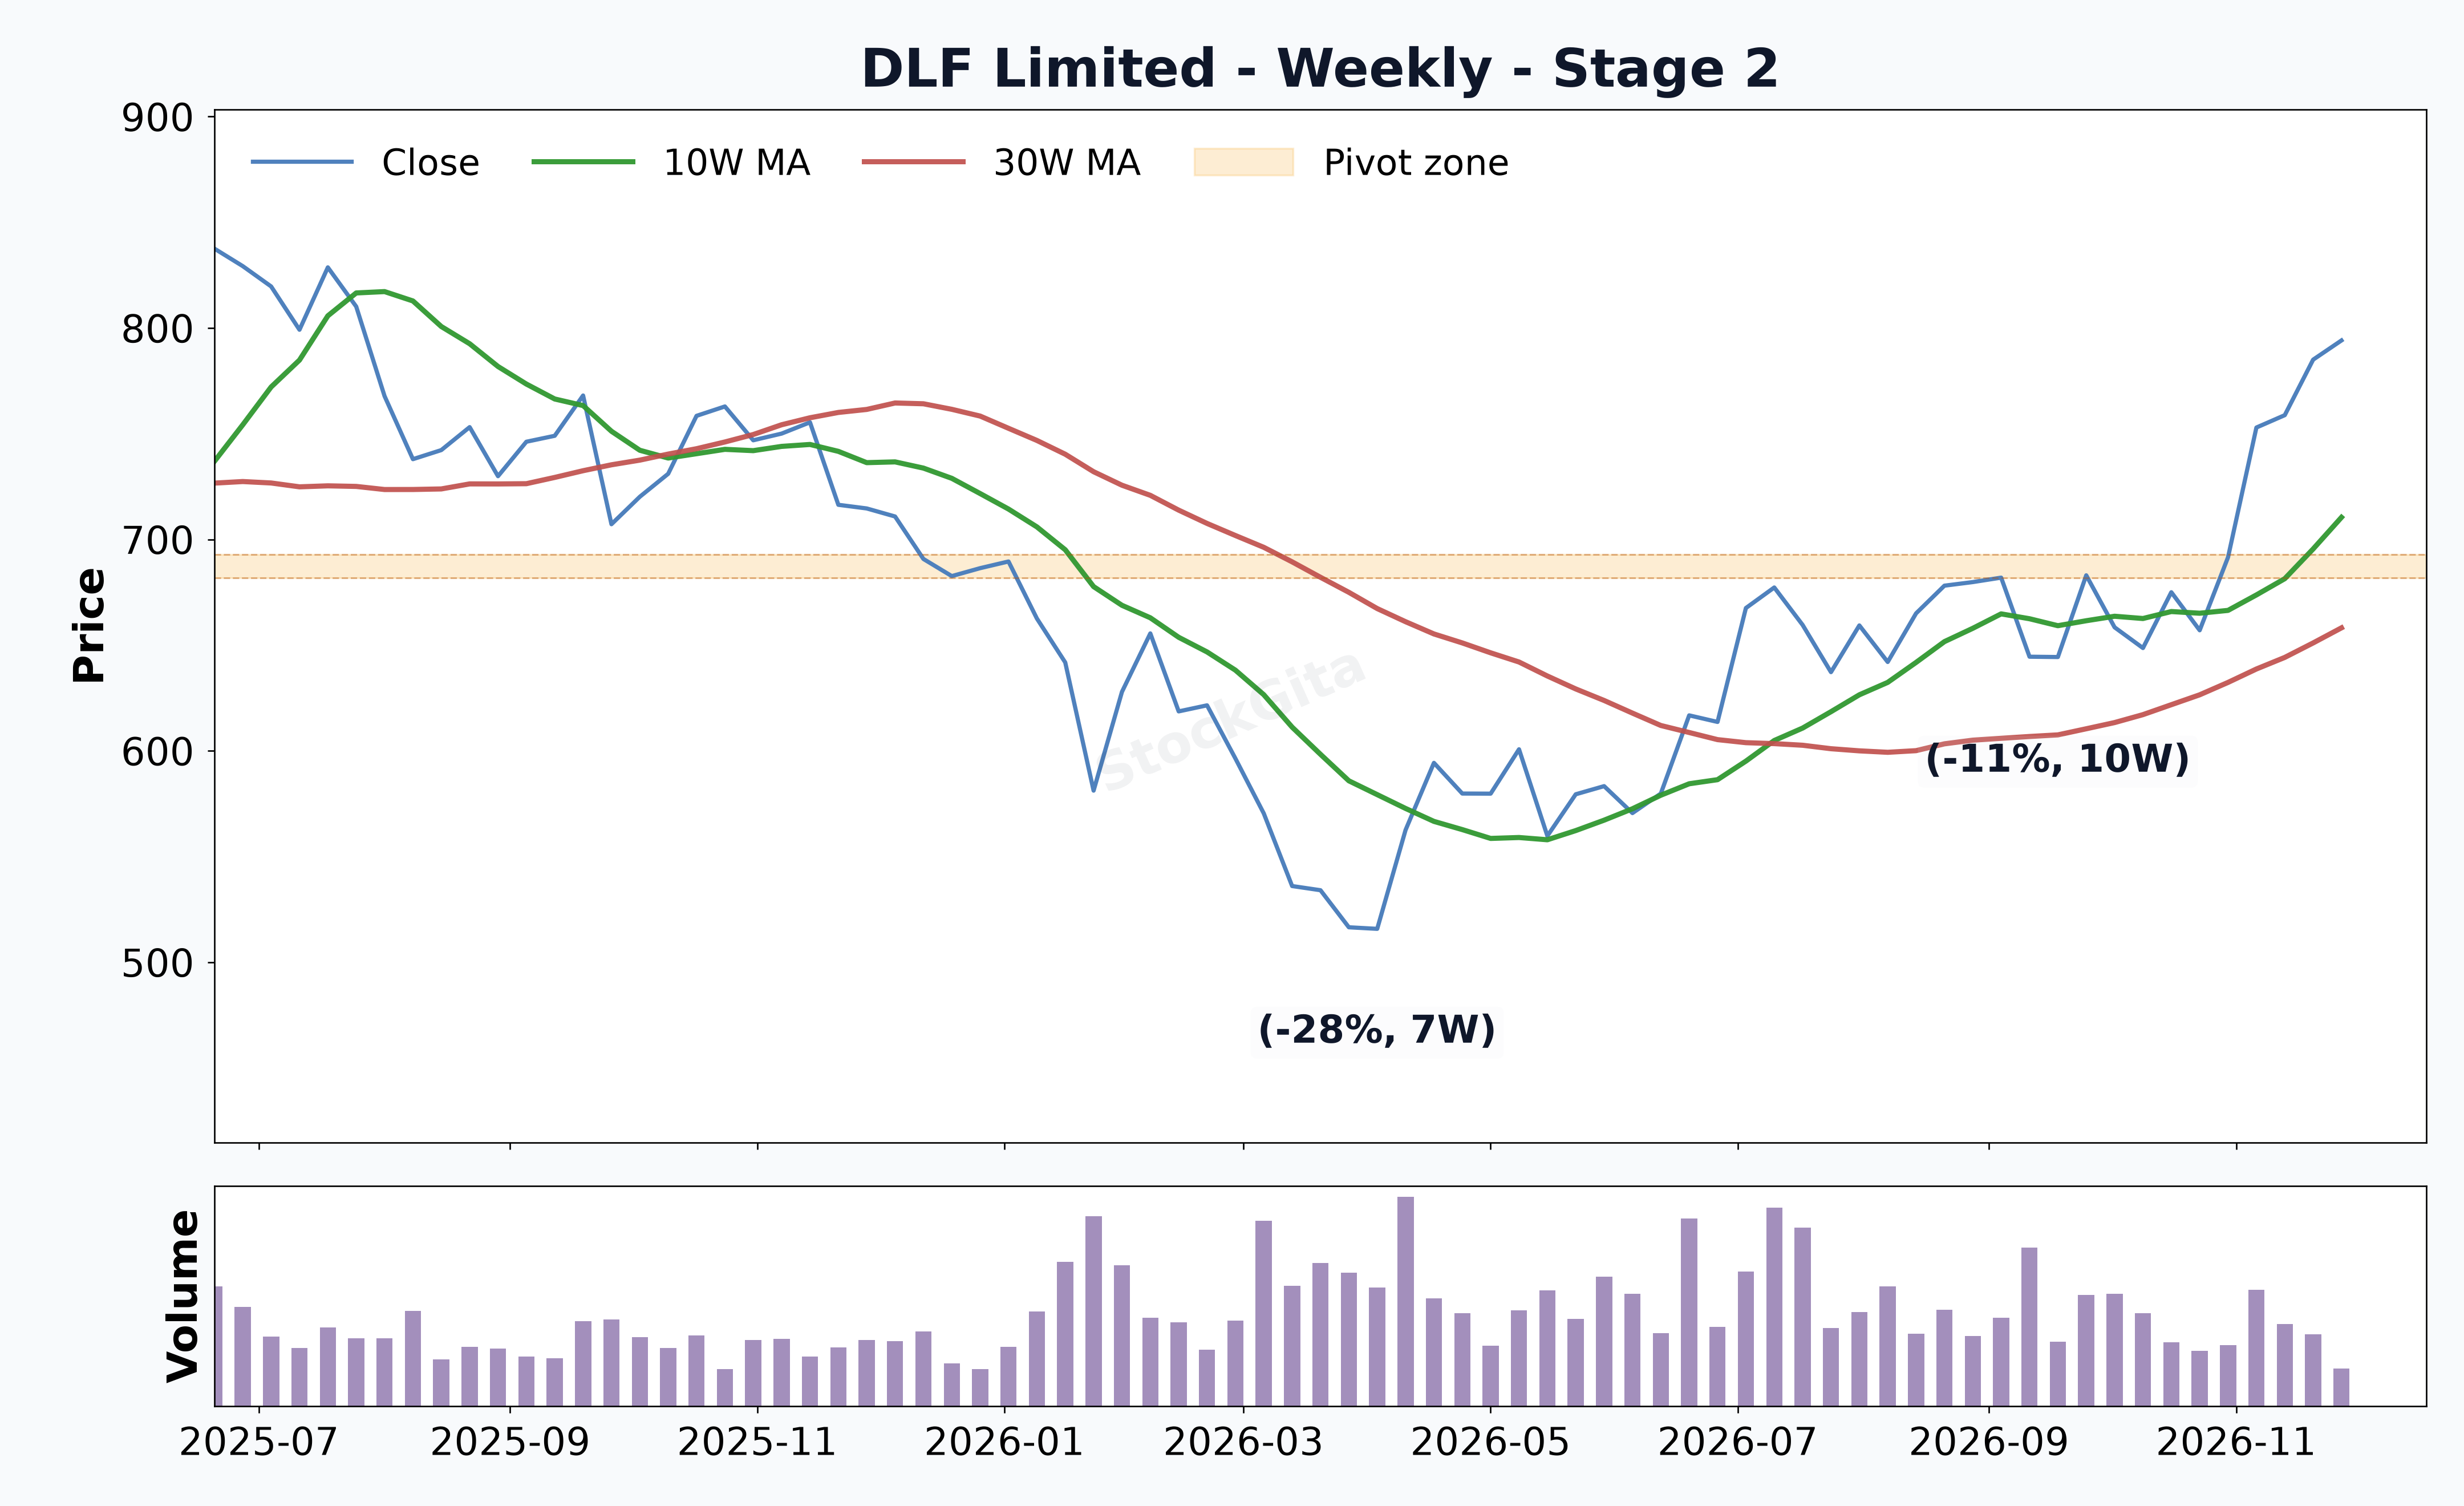 DLF Limited - Weekly - Stage 2
Close 10W MA 30W MA Pivot zone
900
800
700
600
500
Price
StockGita
(-11%, 10W)
(-28%, 7W)
Volume
2025-07 2025-09 2025-11 2026-01 2026-03 2026-05 2026-07 2026-09 2026-11